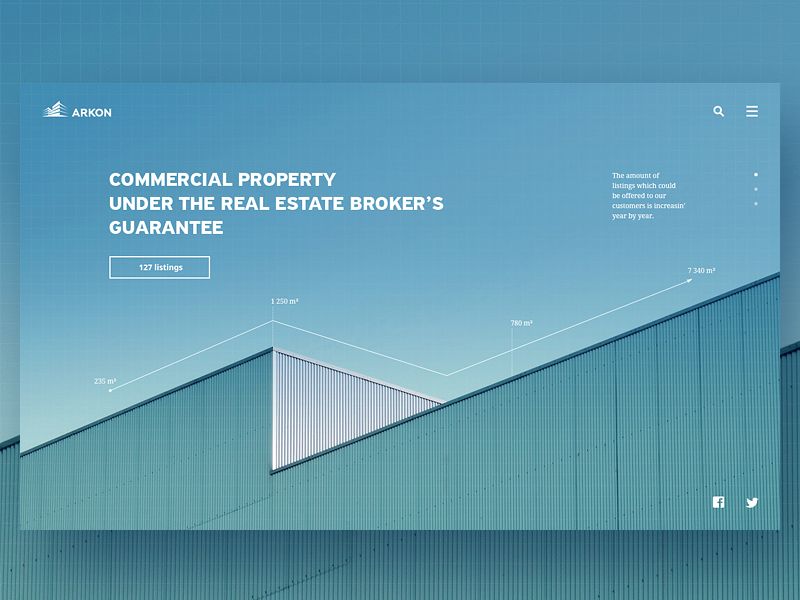 ARKON
COMMERCIAL PROPERTY
UNDER THE REAL ESTATE BROKER’S
GUARANTEE
The amount of
listings which could
be offered to our
customers is increasin’
year by year.
127 listings
7 340 m²
1 250 m²
780 m²
235 m²